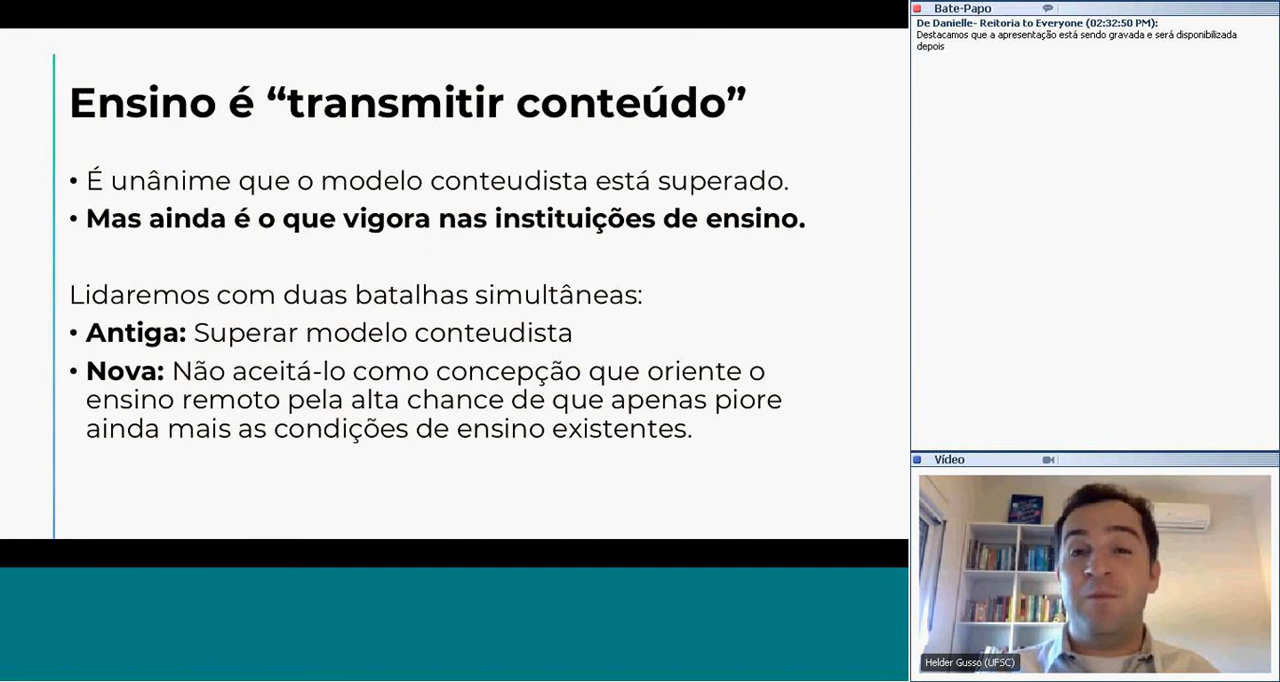 Ensino é “transmitir conteúdo”
• É unânime que o modelo conteudista está superado.
• Mas ainda é o que vigora nas instituições de ensino.
Lidaremos com duas batalhas simultâneas:
• Antiga: Superar modelo conteudista
• Nova: Não aceitá-lo como concepção que oriente o
ensino remoto pela alta chance de que apenas piore
ainda mais as condições de ensino existentes.
Bate-Papo
De Danielle- Reitoria to Everyone (02:32:50 PM):
Destacamos que a apresentação está sendo gravada e será disponibilizada
depois
Vídeo
Helder Gusso (UFSC)